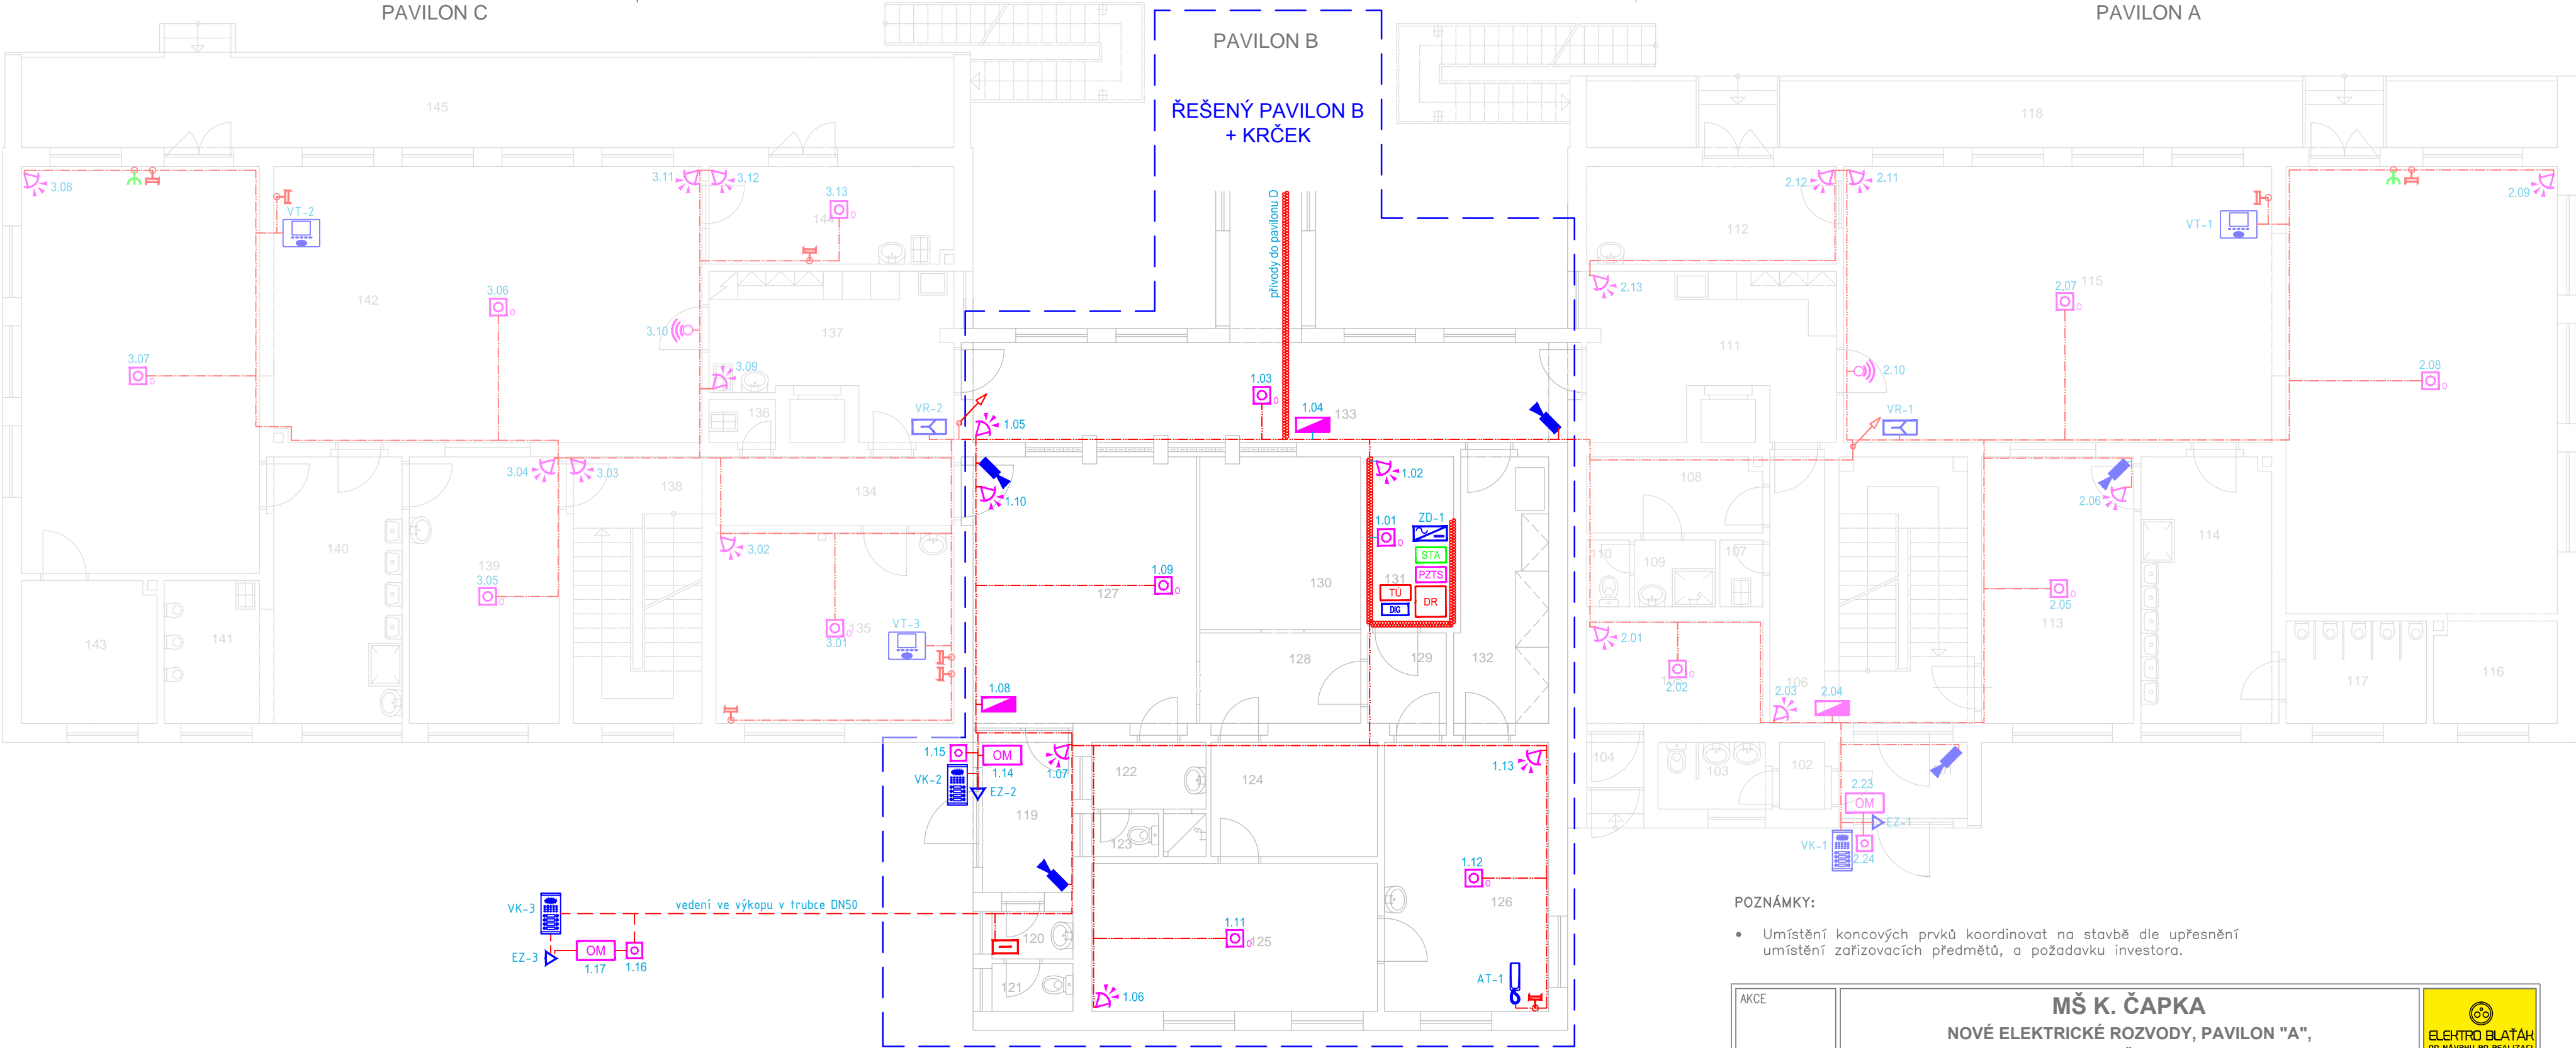 PAVILON C
PAVILON B
PAVILON A
ŘEŠENÝ PAVILON B
+ KRČEK
145
118
3.08
VT-2
3.11
3.12
3.13
144
142
3.06
3.07
3.10
137
3.09
136
VR-2
přívody do pavilonu D
1.03
1.04
133
1.05
2.12
2.11
112
2.13
111
VT-1
2.09
115
2.07
2.08
2.10
VR-1
3.04
3.03
138
134
140
139
3.05
3.02
135
3.01
VT-3
143
141
1.10
1.02
1.01
ZD-1
STA
PZTS
131
TÚ
DR
DIG
1.09
127
130
128
129
132
1.08
108
110
109
107
2.01
2.02
106
2.03
2.04
2.06
2.05
113
114
117
116
1.15
OM
1.14
VK-2
EZ-2
1.07
119
122
124
123
1.13
1.12
126
1.11
125
1.06
AT-1
120
121
104
103
102
2.23
OM
EZ-1
VK-1
2.24
VK-3
vedení ve výkopu v trubce DN50
EZ-3
OM
1.17
1.16
POZNÁMKY:
• Umístění koncových prvků koordinovat na stavbě dle upřesnění
umístění zařizovacích předmětů, a požadavku investora.
AKCE
MŠ K. ČAPKA
NOVÉ ELEKTRICKÉ ROZVODY, PAVILON "A",
ELEKTRO BLAŤÁK